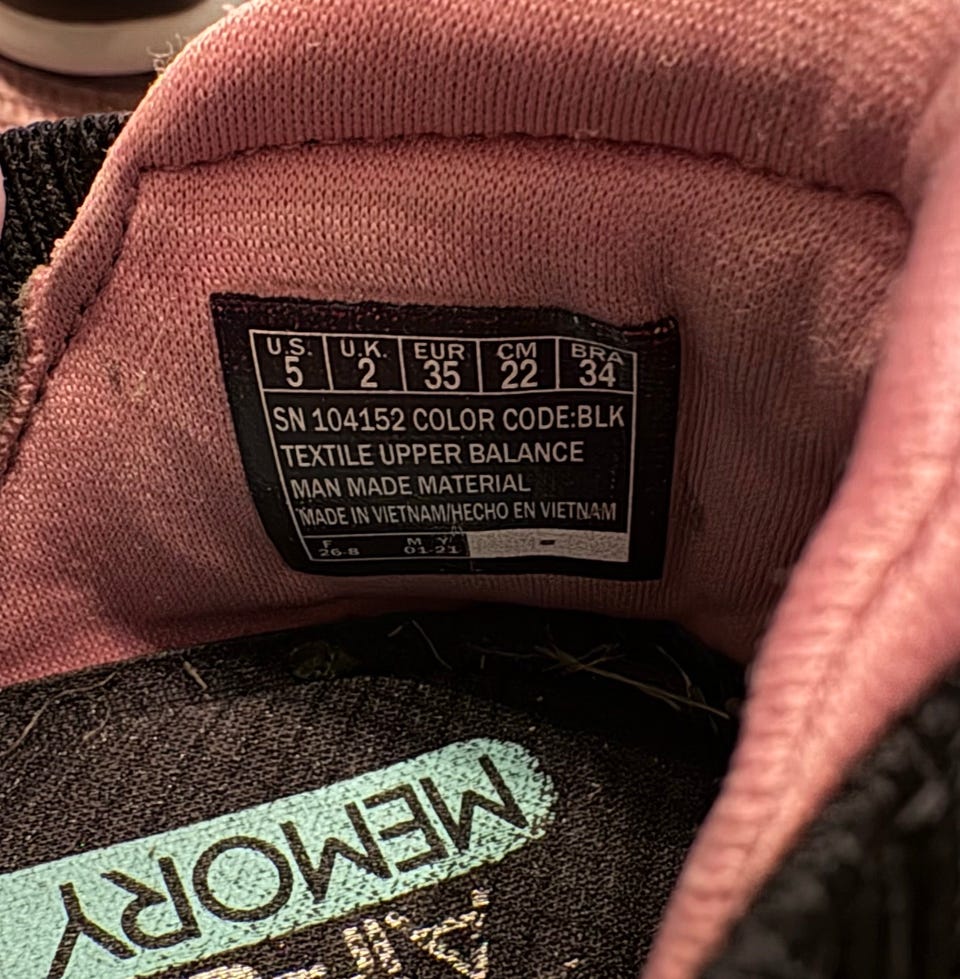 U.S. U.K. EUR CM BRA
5 2 35 22 34
SN 104152 COLOR CODE:BLK
TEXTILE UPPER BALANCE
MAN MADE MATERIAL
MADE IN VIETNAM/HECHO EN VIETNAM
F M Y
26-8 01-21
MEMORY